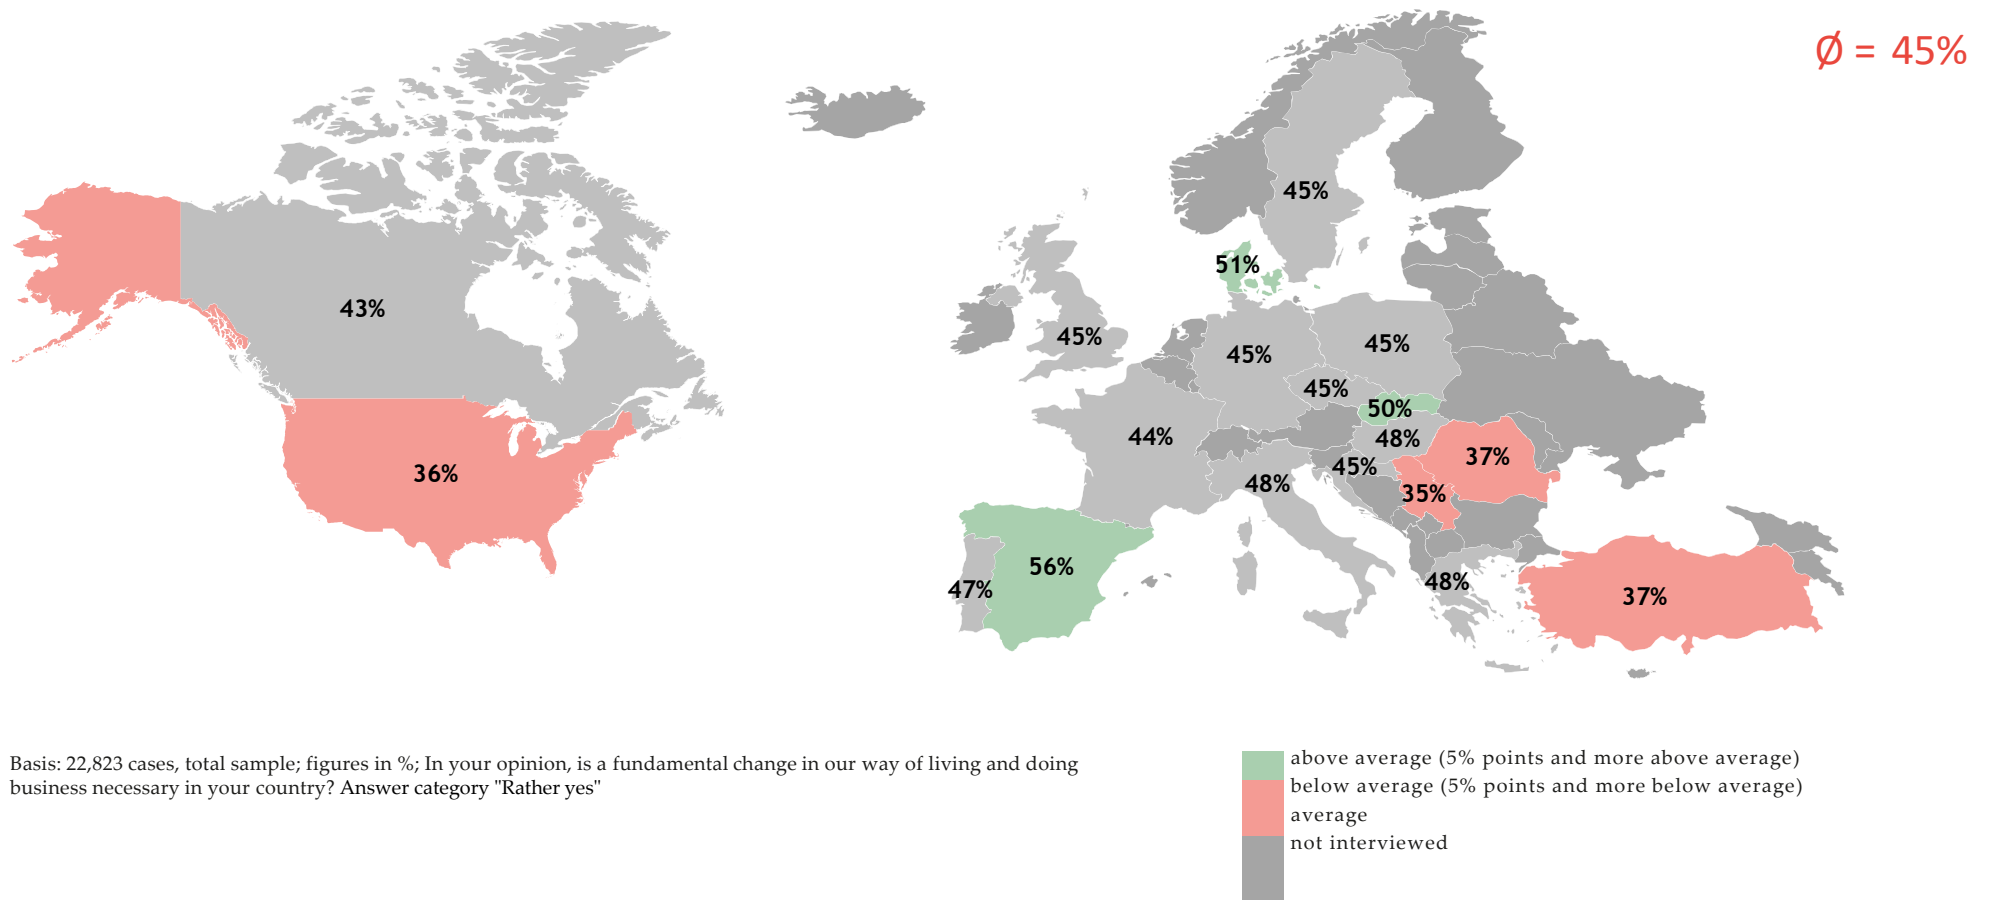 Ø = 45%
45%
51%
43%
45%
45%
45%
45%
50%
44%
48%
45%
37%
36%
48%
35%
56%
47%
48%
37%
Basis: 22,823 cases, total sample; figures in %; In your opinion, is a fundamental change in our way of living and doing
business necessary in your country? Answer category "Rather yes"
above average (5% points and more above average)
below average (5% points and more below average)
average
not interviewed